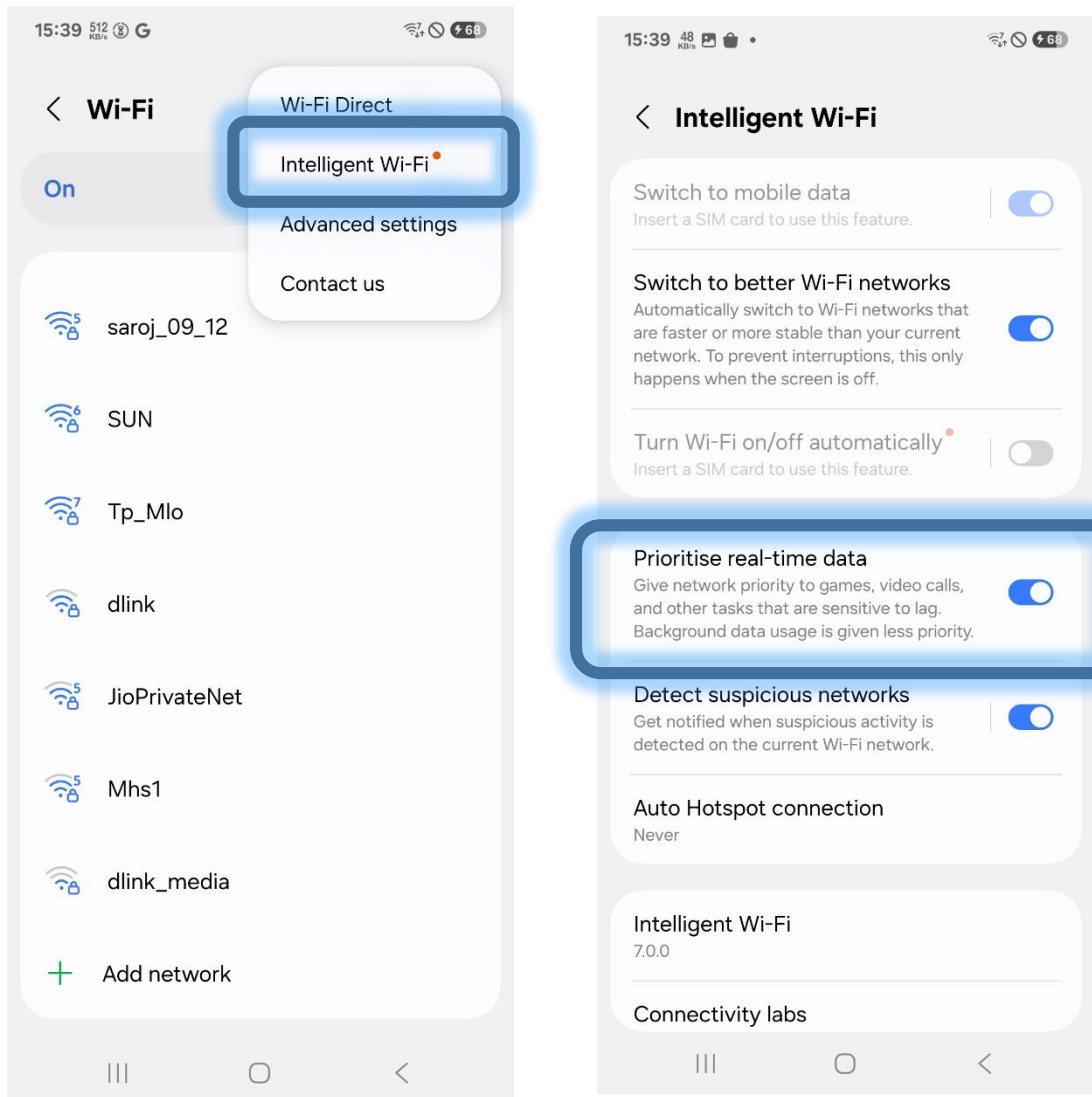 15:39 512 KB/s G
7 68
Wi-Fi
On
Wi-Fi Direct
Intelligent Wi-Fi
Advanced settings
Contact us
5 saroj_09_12
6 SUN
7 Tp_Mlo
dlink
5 JioPrivateNet
5 Mhs1
dlink_media
Add network
15:39 48 KB/s
7 68
Intelligent Wi-Fi
Switch to mobile data
Insert a SIM card to use this feature.
Switch to better Wi-Fi networks
Automatically switch to Wi-Fi networks that
are faster or more stable than your current
network. To prevent interruptions, this only
happens when the screen is off.
Turn Wi-Fi on/off automatically
Insert a SIM card to use this feature.
Prioritise real-time data
Give network priority to games, video calls,
and other tasks that are sensitive to lag.
Background data usage is given less priority.
Detect suspicious networks
Get notified when suspicious activity is
detected on the current Wi-Fi network.
Auto Hotspot connection
Never
Intelligent Wi-Fi
7.0.0
Connectivity labs